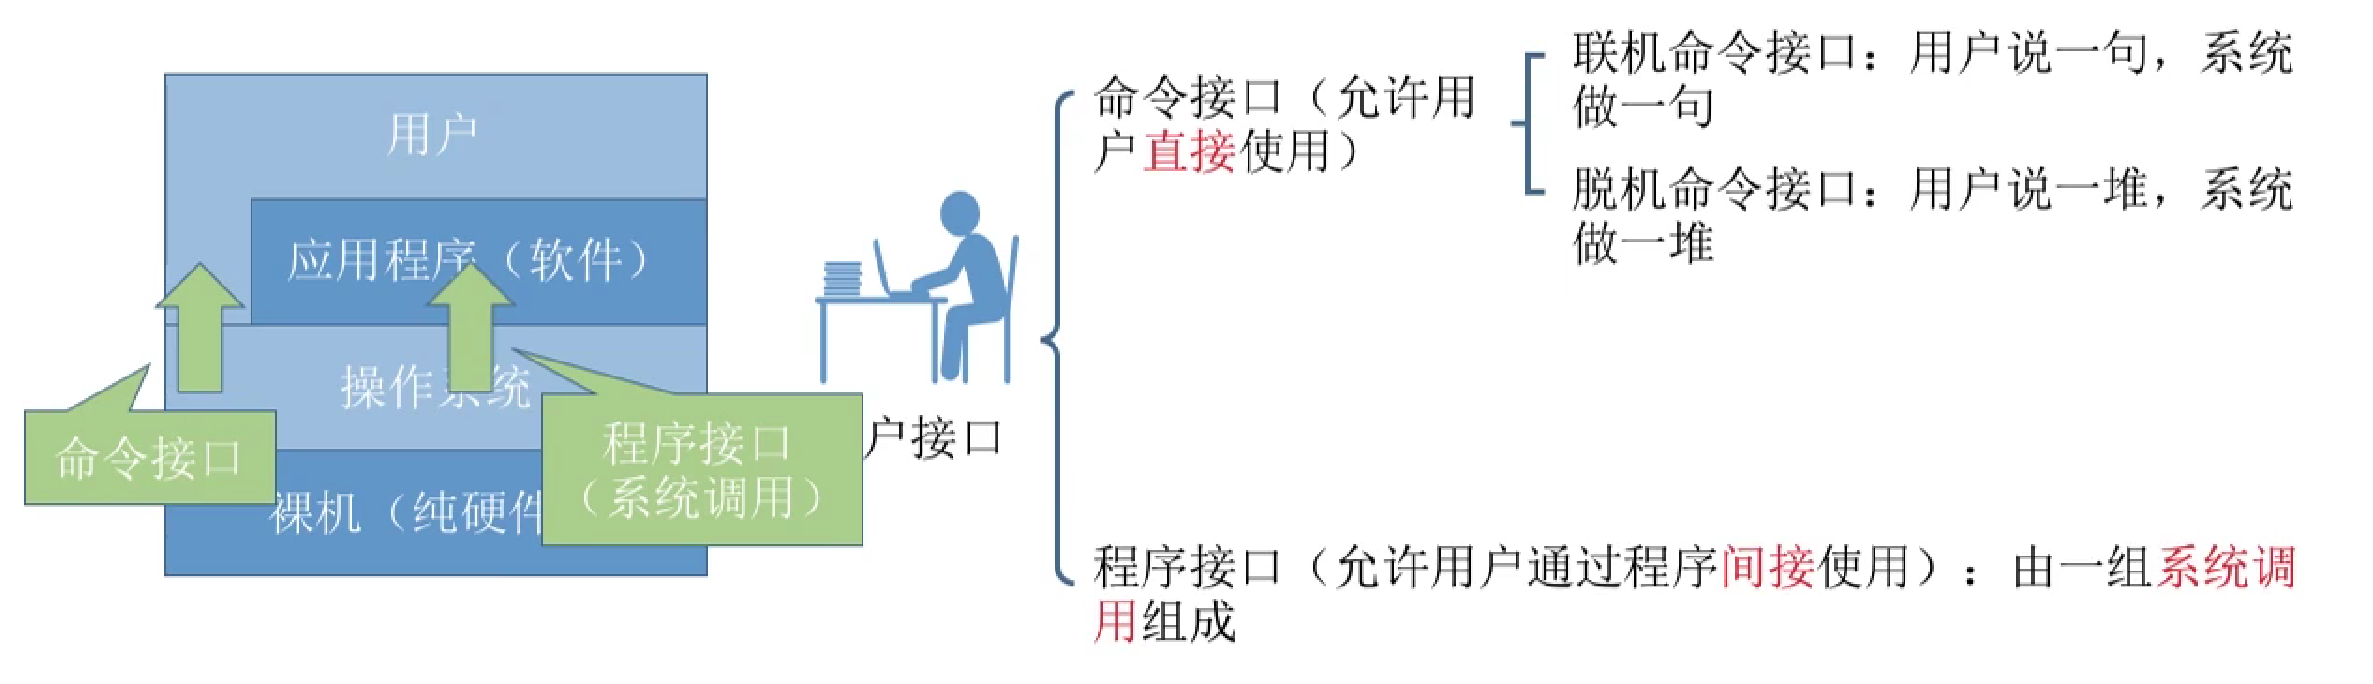 用户
应用程序（软件）
操作系统
命令接口
裸机（纯硬件
程序接口
（系统调用）
户接口
命令接口（允许用
户直接使用）
联机命令接口：用户说一句，系统
做一句
脱机命令接口：用户说一堆，系统
做一堆
程序接口（允许用户通过程序间接使用）：由一组系统调
用组成